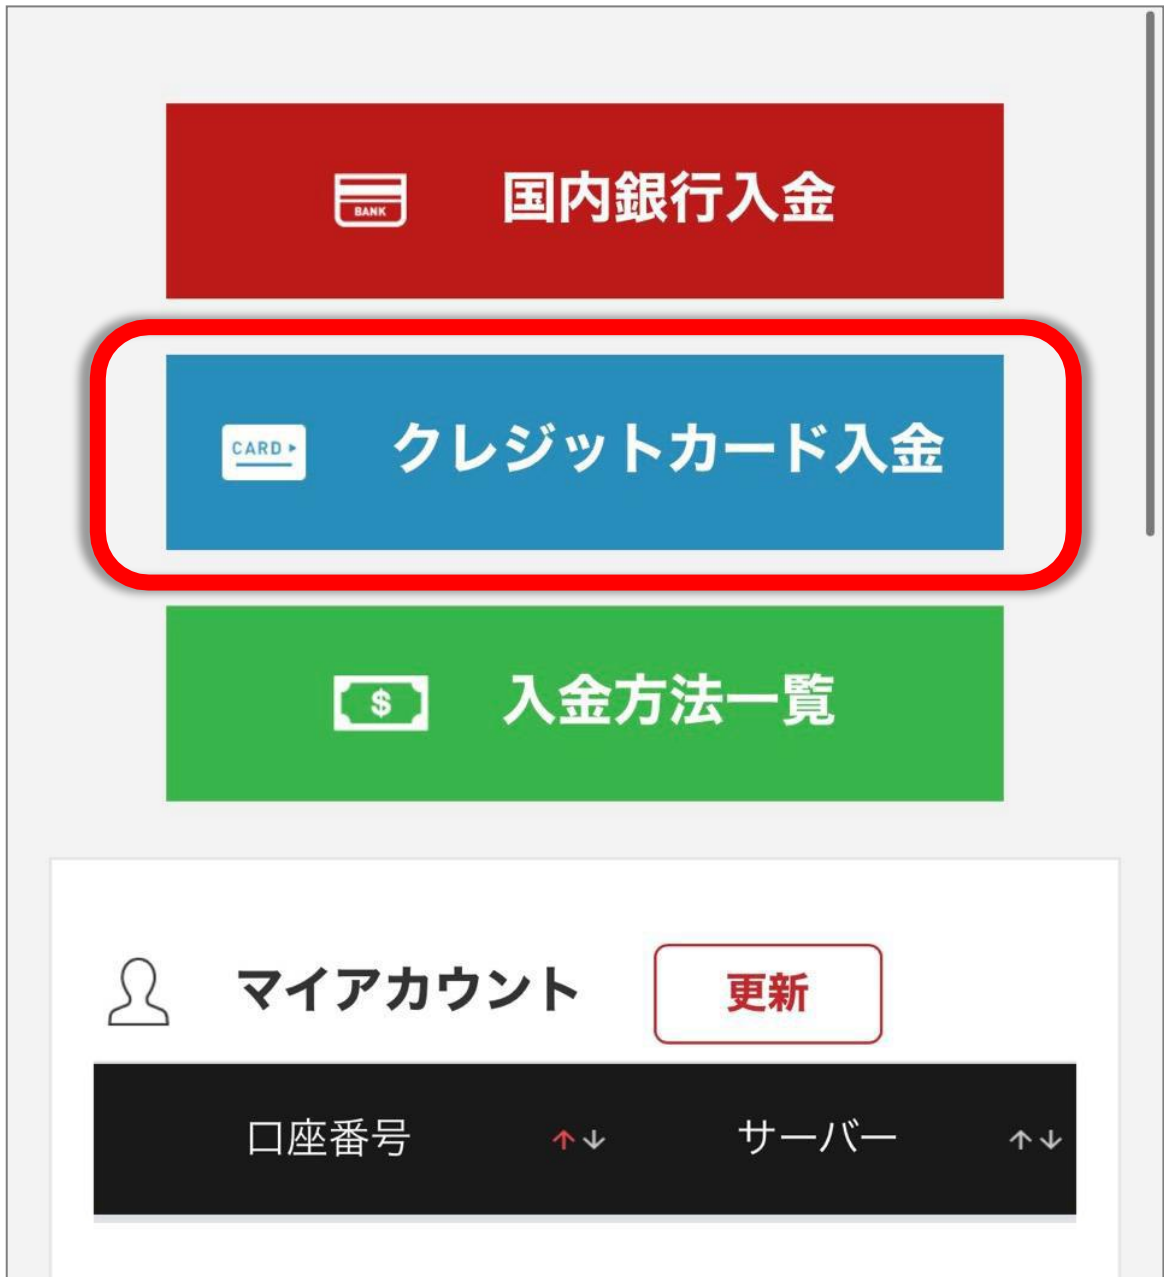 BANK
国内銀行入金
CARD
クレジットカード入金
$
入金方法一覧
マイアカウント
更新
口座番号 ↑↓ サーバー ↑↓